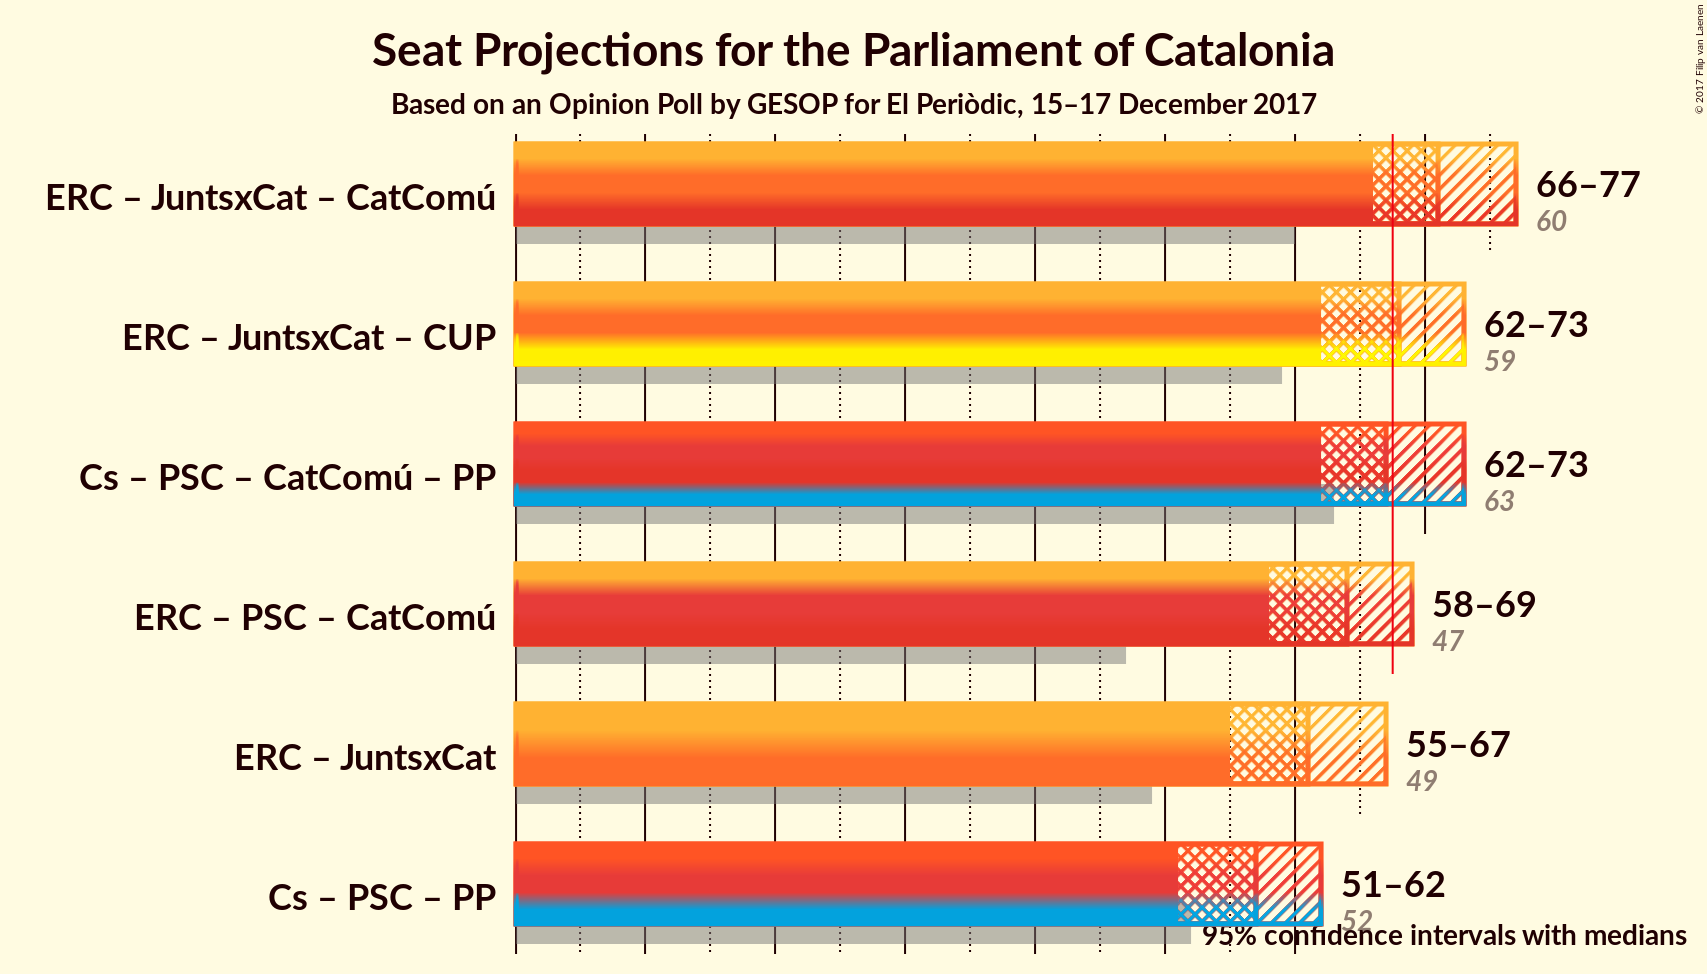 Seat Projections for the Parliament of Catalonia
Based on an Opinion Poll by GESOP for El Periòdic, 15–17 December 2017
© 2017 Filip van Laenen
ERC – JuntsxCat – CatComú
66–77
60
ERC – JuntsxCat – CUP
62–73
59
Cs – PSC – CatComú – PP
62–73
63
ERC – PSC – CatComú
58–69
47
ERC – JuntsxCat
55–67
49
Cs – PSC – PP
51–62
52
95% confidence intervals with medians